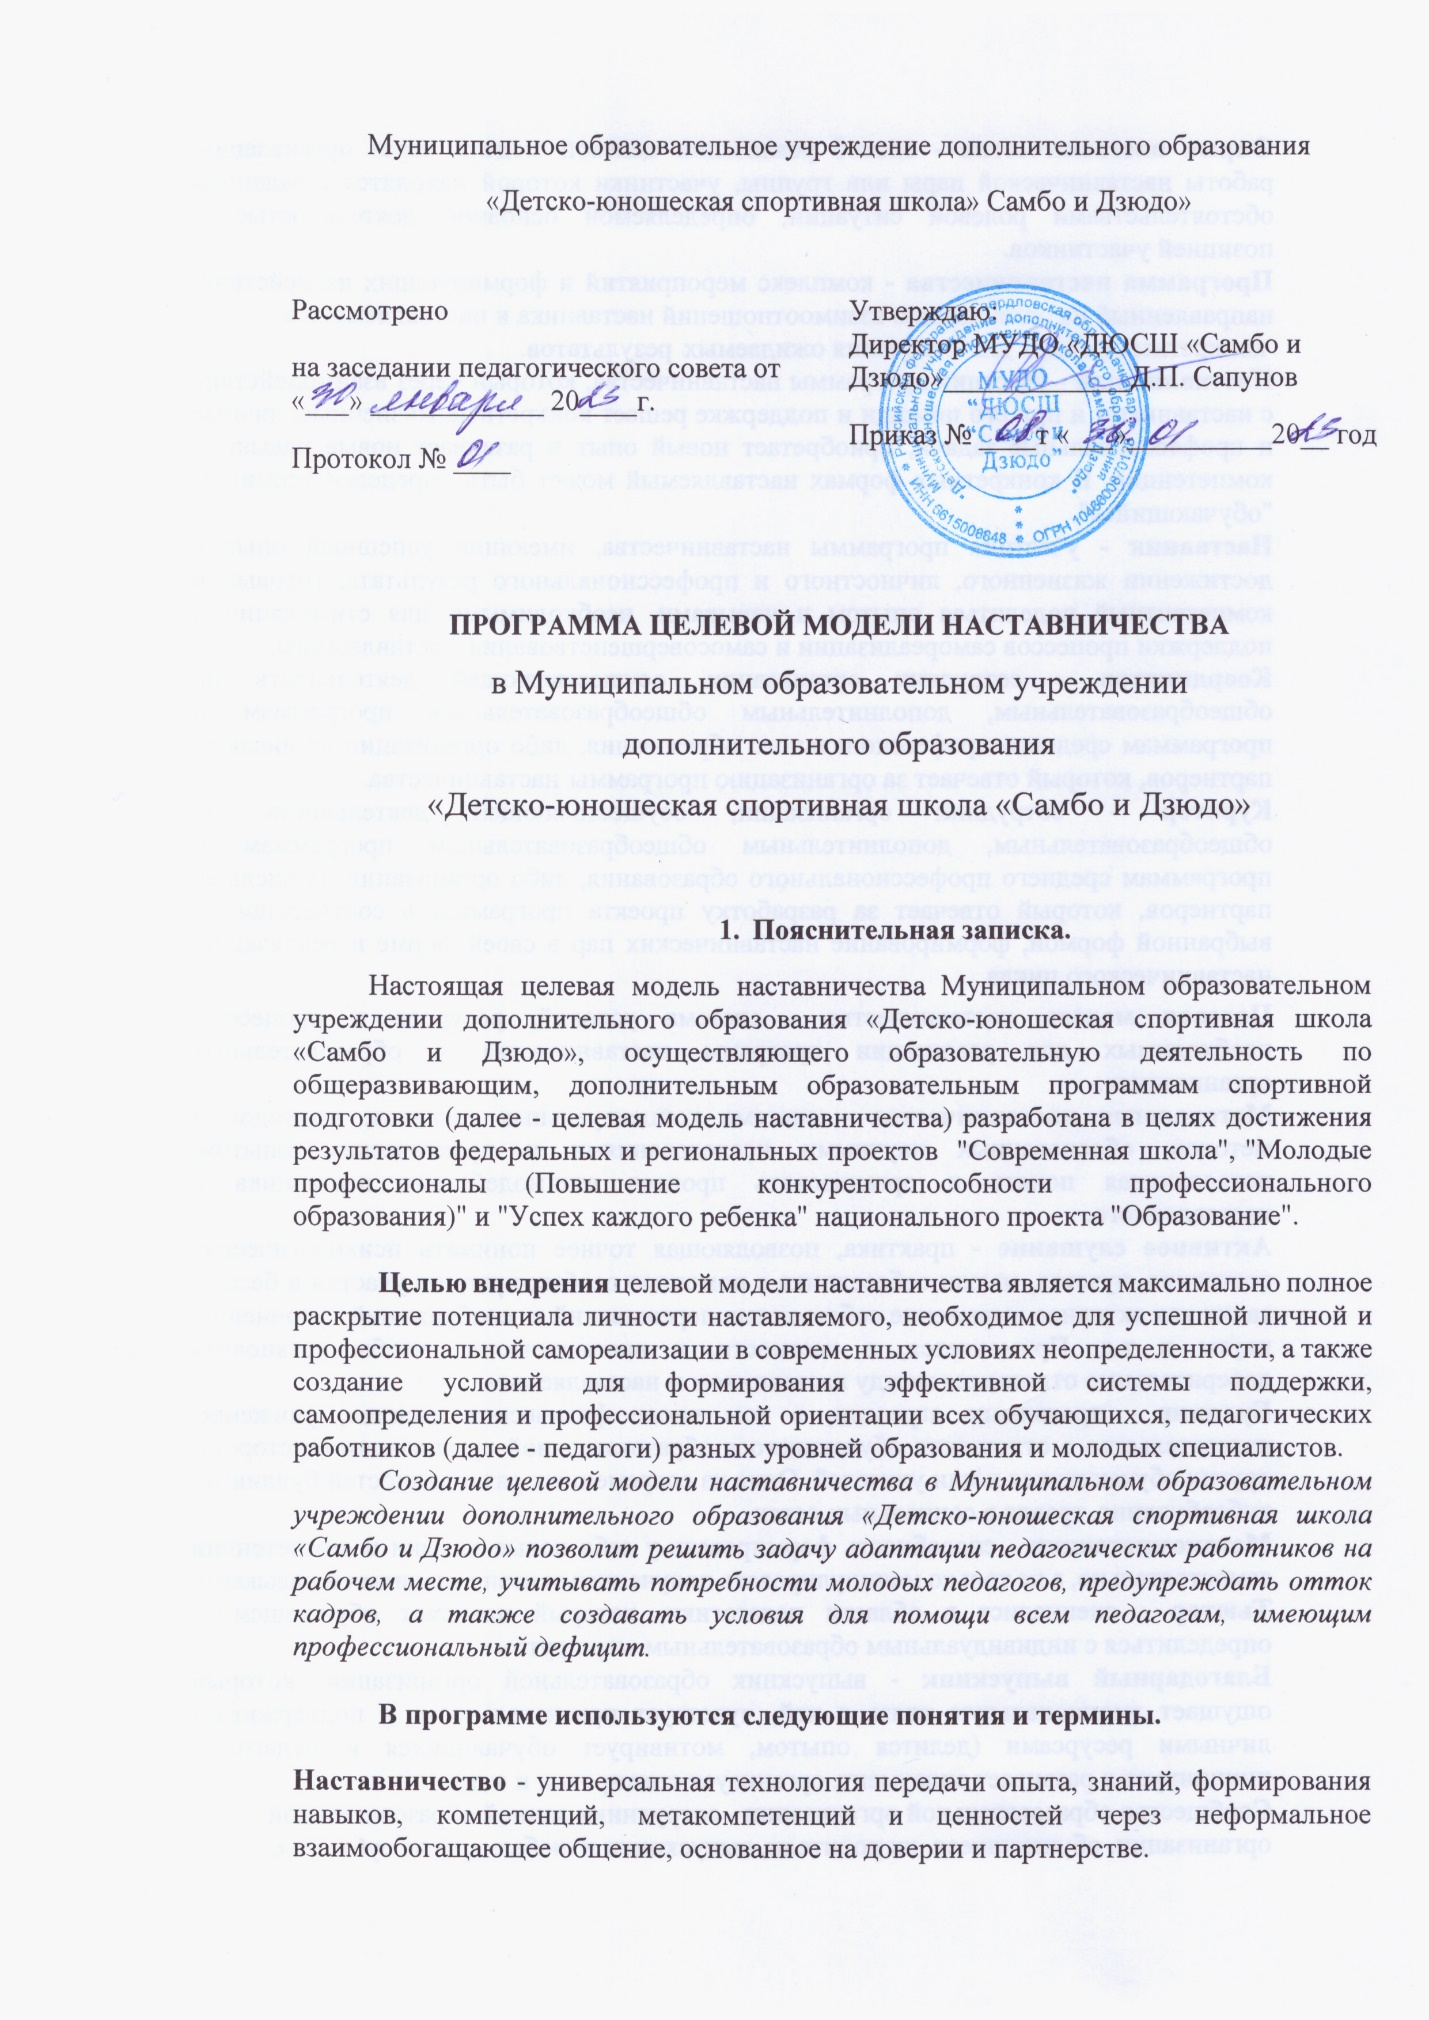 Муниципальное образовательное учреждение дополнительного образования
«Детско-юношеская спортивная школа» Самбо и Дзюдо»
Рассмотрено
на заседании педагогического совета от
«30» января 2023 г.
Протокол № 01
Утверждаю:
Директор МУДО «ДЮСШ «Самбо и
Дзюдо» Д.П. Сапунов
Приказ № от « » 01 2023 год
МУДО
"ДЮСШ
"Самбо и
Дзюдо"
ПРОГРАММА ЦЕЛЕВОЙ МОДЕЛИ НАСТАВНИЧЕСТВА
в Муниципальном образовательном учреждении
дополнительного образования
«Детско-юношеская спортивная школа «Самбо и Дзюдо»
1. Пояснительная записка.
Настоящая целевая модель наставничества Муниципальном образовательном
учреждении дополнительного образования «Детско-юношеская спортивная школа
«Самбо и Дзюдо», осуществляющего образовательную деятельность по
общеразвивающим, дополнительным образовательным программам спортивной
подготовки (далее - целевая модель наставничества) разработана в целях достижения
результатов федеральных и региональных проектов "Современная школа", "Молодые
профессионалы (Повышение конкурентоспособности профессионального
образования)" и "Успех каждого ребенка" национального проекта "Образование".
Целью внедрения целевой модели наставничества является максимально полное
раскрытие потенциала личности наставляемого, необходимое для успешной личной и
профессиональной самореализации в современных условиях неопределенности, а также
создание условий для формирования эффективной системы поддержки,
самоопределения и профессиональной ориентации всех обучающихся, педагогических
работников (далее - педагоги) разных уровней образования и молодых специалистов.
Создание целевой модели наставничества в Муниципальном образовательном
учреждении дополнительного образования «Детско-юношеская спортивная школа
«Самбо и Дзюдо» позволит решить задачу адаптации педагогических работников на
рабочем месте, учитывать потребности молодых педагогов, предупреждать отток
кадров, а также создавать условия для помощи всем педагогам, имеющим
профессиональный дефицит.
В программе используются следующие понятия и термины.
Наставничество - универсальная технология передачи опыта, знаний, формирования
навыков, компетенций, метакомпетенций и ценностей через неформальное
взаимообогащающее общение, основанное на доверии и партнерстве.